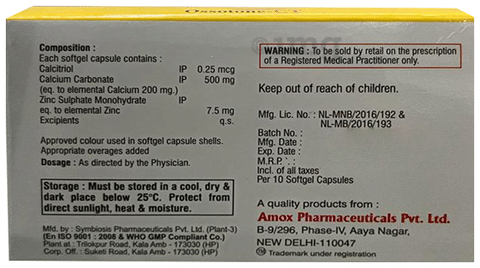 Ossotone-CT
Composition :
Each softgel capsule contains :
Calcitriol IP 0.25 mcg
Calcium Carbonate IP 500 mg
(eq. to elemental Calcium 200 mg.)
Zinc Sulphate Monohydrate IP
eq. to elemental Zinc 7.5 mg
Excipients q.s.
Approved colour used in softgel capsule shells.
Appropriate overages added
Dosage : As directed by the Physician.
Storage : Must be stored in a cool, dry &
dark place below 25°C. Protect from
direct sunlight, heat & moisture.
Mfd. by : Symbiosis Pharmaceuticals Pvt. Ltd. (Plant-3)
(En ISO 9001 : 2008 & WHO GMP Compliant Co.)
Plant at : Trilokpur Road, Kala Amb - 173030 (HP)
Corp. Off. : Suketi Road, Kala Amb - 173030 (HP)
WARNING : To be sold by retail on the prescription
of a Registered Medical Practitioner only.
Keep out of reach of children.
Mfg. Lic. No. : NL-MNB/2016/192 &
NL-MB/2016/193
Batch No. :
Mfg. Date :
Exp. Date :
M.R.P. :
Incl. of all taxes
Per 10 Softgel Capsules
A quality products from :
Amox Pharmaceuticals Pvt. Ltd.
B-9/296, Phase-IV, Aaya Nagar,
NEW DELHI-110047
TM Trademark under registration